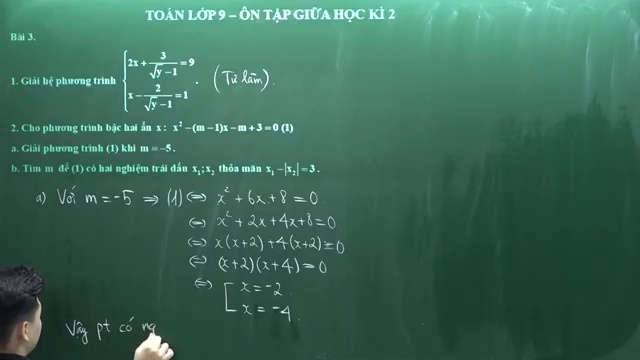 TOÁN LỚP 9 – ÔN TẬP GIỮA HỌC KÌ 2
Bài 3.
1. Giải hệ phương trình { 2x + 3/(√y − 1) = 9 ; x − 2/(√y − 1) = 1 . (Tự làm).
2. Cho phương trình bậc hai ẩn x : x² − (m − 1)x − m + 3 = 0 (1)
a. Giải phương trình (1) khi m = −5.
b. Tìm m để (1) có hai nghiệm trái dấu x₁; x₂ thỏa mãn x₁ − |x₂| = 3.
a) Với m = −5 ⇒ (1) ⇔ x² + 6x + 8 = 0
⇔ x² + 2x + 4x + 8 = 0
⇔ x(x+2) + 4(x+2) = 0
⇔ (x+2)(x+4) = 0
⇔ [ x = −2
x = −4.
Vậy pt có ng